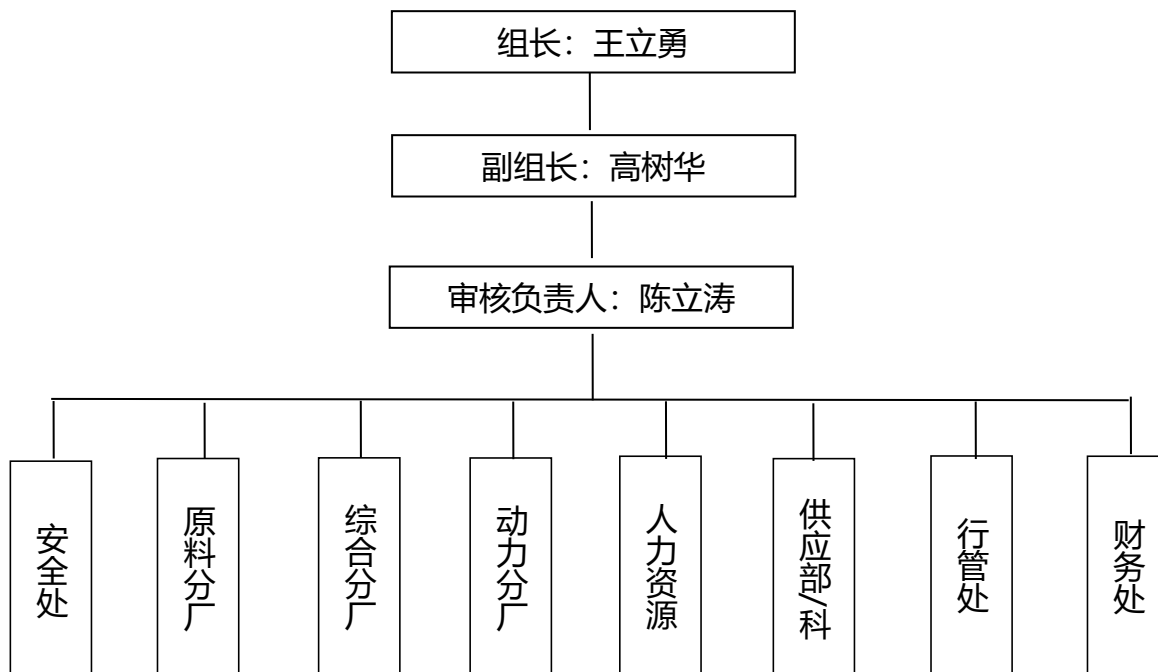 组长：王立勇
副组长：高树华
审核负责人：陈立涛
安全处
原料分厂
综合分厂
动力分厂
人力资源
供应部/科
行管处
财务处